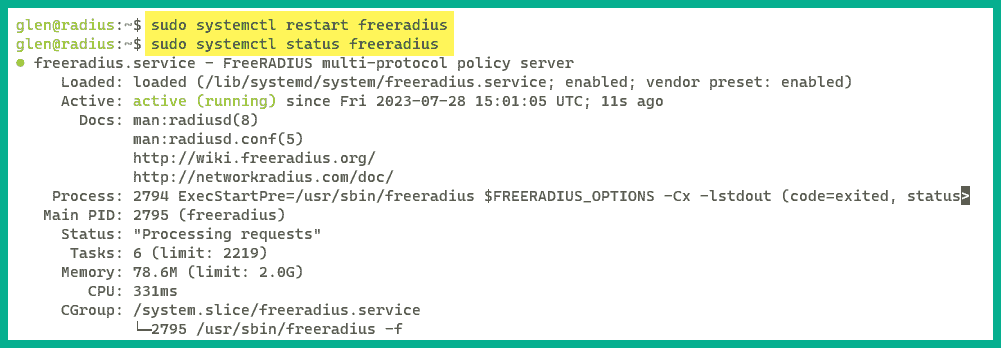 glen@radius:~$ sudo systemctl restart freeradius
glen@radius:~$ sudo systemctl status freeradius
● freeradius.service - FreeRADIUS multi-protocol policy server
Loaded: loaded (/lib/systemd/system/freeradius.service; enabled; vendor preset: enabled)
Active: active (running) since Fri 2023-07-28 15:01:05 UTC; 11s ago
Docs: man:radiusd(8)
man:radiusd.conf(5)
http://wiki.freeradius.org/
http://networkradius.com/doc/
Process: 2794 ExecStartPre=/usr/sbin/freeradius $FREERADIUS_OPTIONS -Cx -lstdout (code=exited, status>
Main PID: 2795 (freeradius)
Status: "Processing requests"
Tasks: 6 (limit: 2219)
Memory: 78.6M (limit: 2.0G)
CPU: 331ms
CGroup: /system.slice/freeradius.service
└─2795 /usr/sbin/freeradius -f